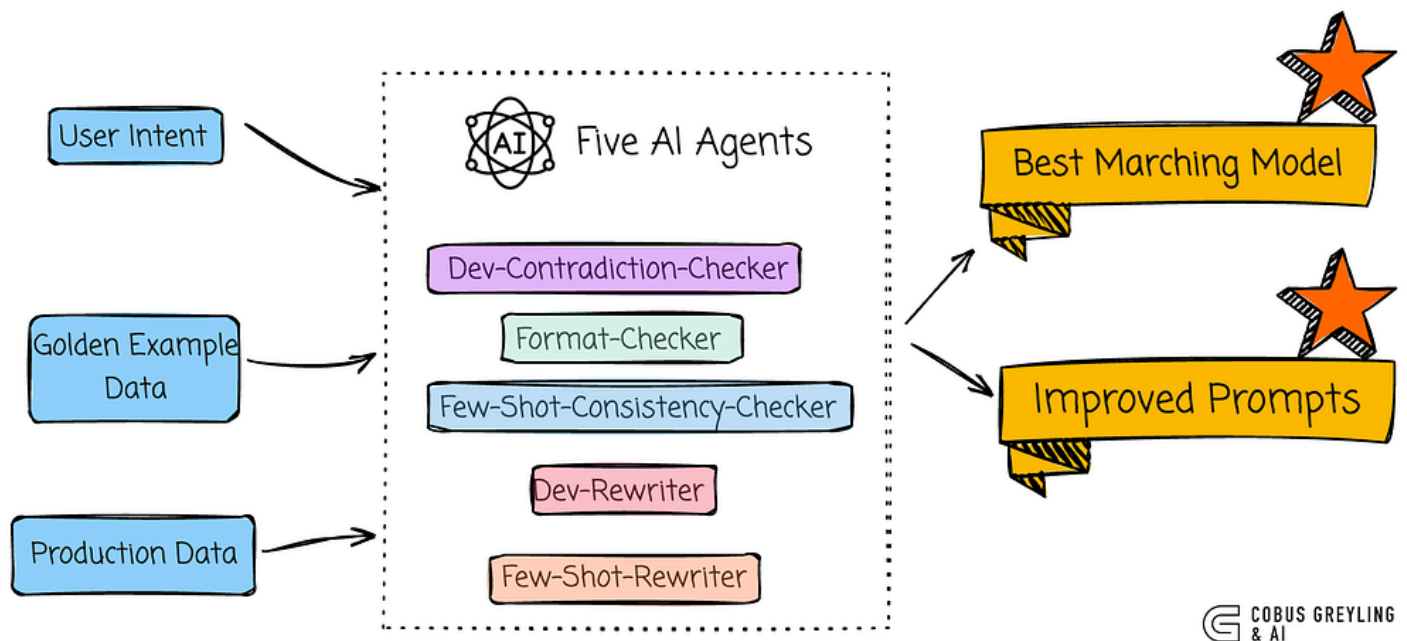 User Intent
Golden Example
Data
Production Data
AI
Five AI Agents
Dev-Contradiction-Checker
Format-Checker
Few-Shot-Consistency-Checker
Dev-Rewriter
Few-Shot-Rewriter
Best Marching Model
Improved Prompts
COBUS GREYLING
& AI